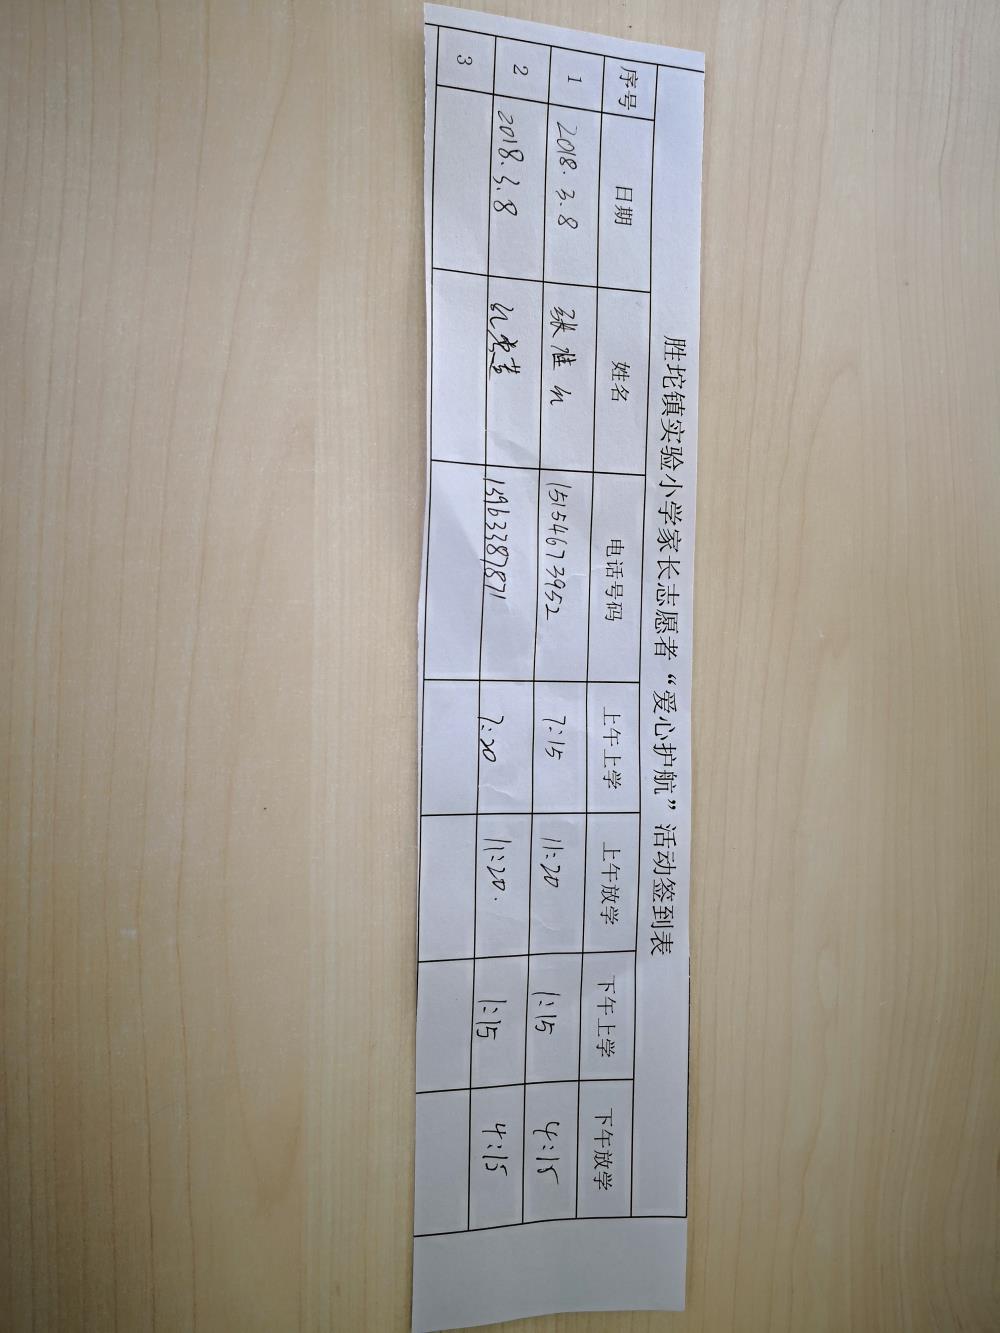 胜坨镇实验小学家长志愿者“爱心护航”活动签到表
序号 日期 姓名 电话号码 上午上学 上午放学 下午上学 下午放学
1 2018.3.8 张 15154673952 7:15 11:20 1:15 4:15
2 2018.3.8 13963387871 7:20 11:20. 1:15 4:15
3